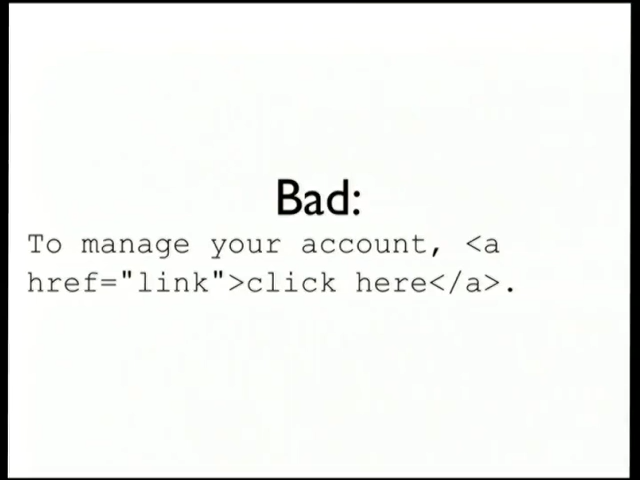 Bad:
To manage your account, <a
href="link">click here</a>.